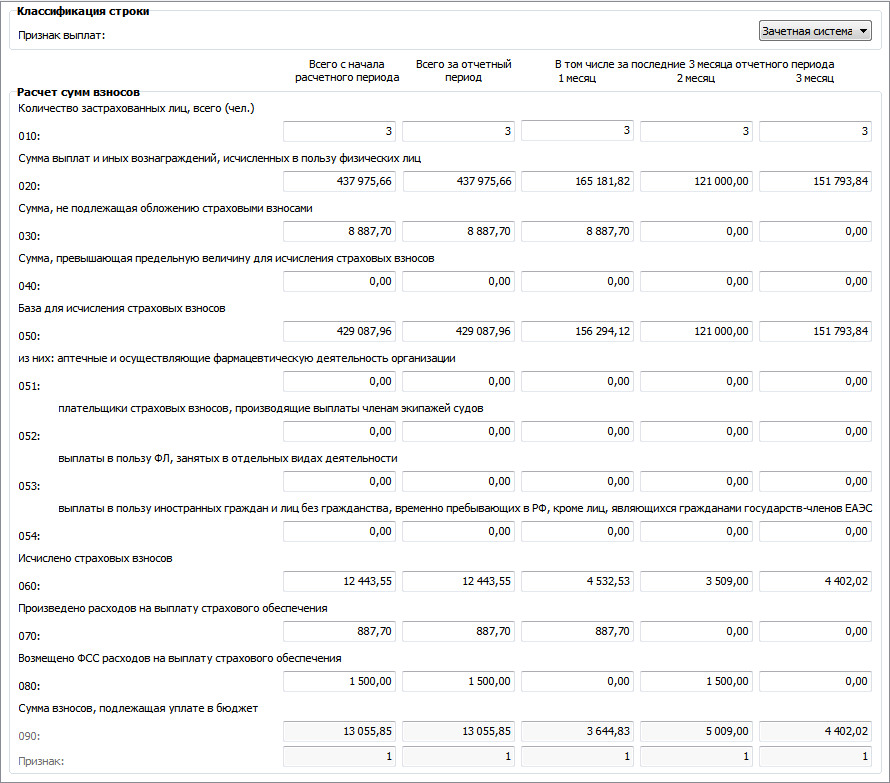 Классификация строки
Признак выплат: Зачетная система
Всего с начала расчетного периода Всего за отчетный период В том числе за последние 3 месяца отчетного периода
1 месяц 2 месяц 3 месяц
Расчет сумм взносов
Количество застрахованных лиц, всего (чел.)
010: 3 3 3 3 3
Сумма выплат и иных вознаграждений, исчисленных в пользу физических лиц
020: 437 975,66 437 975,66 165 181,82 121 000,00 151 793,84
Сумма, не подлежащая обложению страховыми взносами
030: 8 887,70 8 887,70 8 887,70 0,00 0,00
Сумма, превышающая предельную величину для исчисления страховых взносов
040: 0,00 0,00 0,00 0,00 0,00
База для исчисления страховых взносов
050: 429 087,96 429 087,96 156 294,12 121 000,00 151 793,84
из них: аптечные и осуществляющие фармацевтическую деятельность организации
051: 0,00 0,00 0,00 0,00 0,00
плательщики страховых взносов, производящие выплаты членам экипажей судов
052: 0,00 0,00 0,00 0,00 0,00
выплаты в пользу ФЛ, занятых в отдельных видах деятельности
053: 0,00 0,00 0,00 0,00 0,00
выплаты в пользу иностранных граждан и лиц без гражданства, временно пребывающих в РФ, кроме лиц, являющихся гражданами государств-членов ЕАЭС
054: 0,00 0,00 0,00 0,00 0,00
Исчислено страховых взносов
060: 12 443,55 12 443,55 4 532,53 3 509,00 4 402,02
Произведено расходов на выплату страхового обеспечения
070: 887,70 887,70 887,70 0,00 0,00
Возмещено ФСС расходов на выплату страхового обеспечения
080: 1 500,00 1 500,00 0,00 1 500,00 0,00
Сумма взносов, подлежащая уплате в бюджет
090: 13 055,85 13 055,85 3 644,83 5 009,00 4 402,02
Признак: 1 1 1 1 1